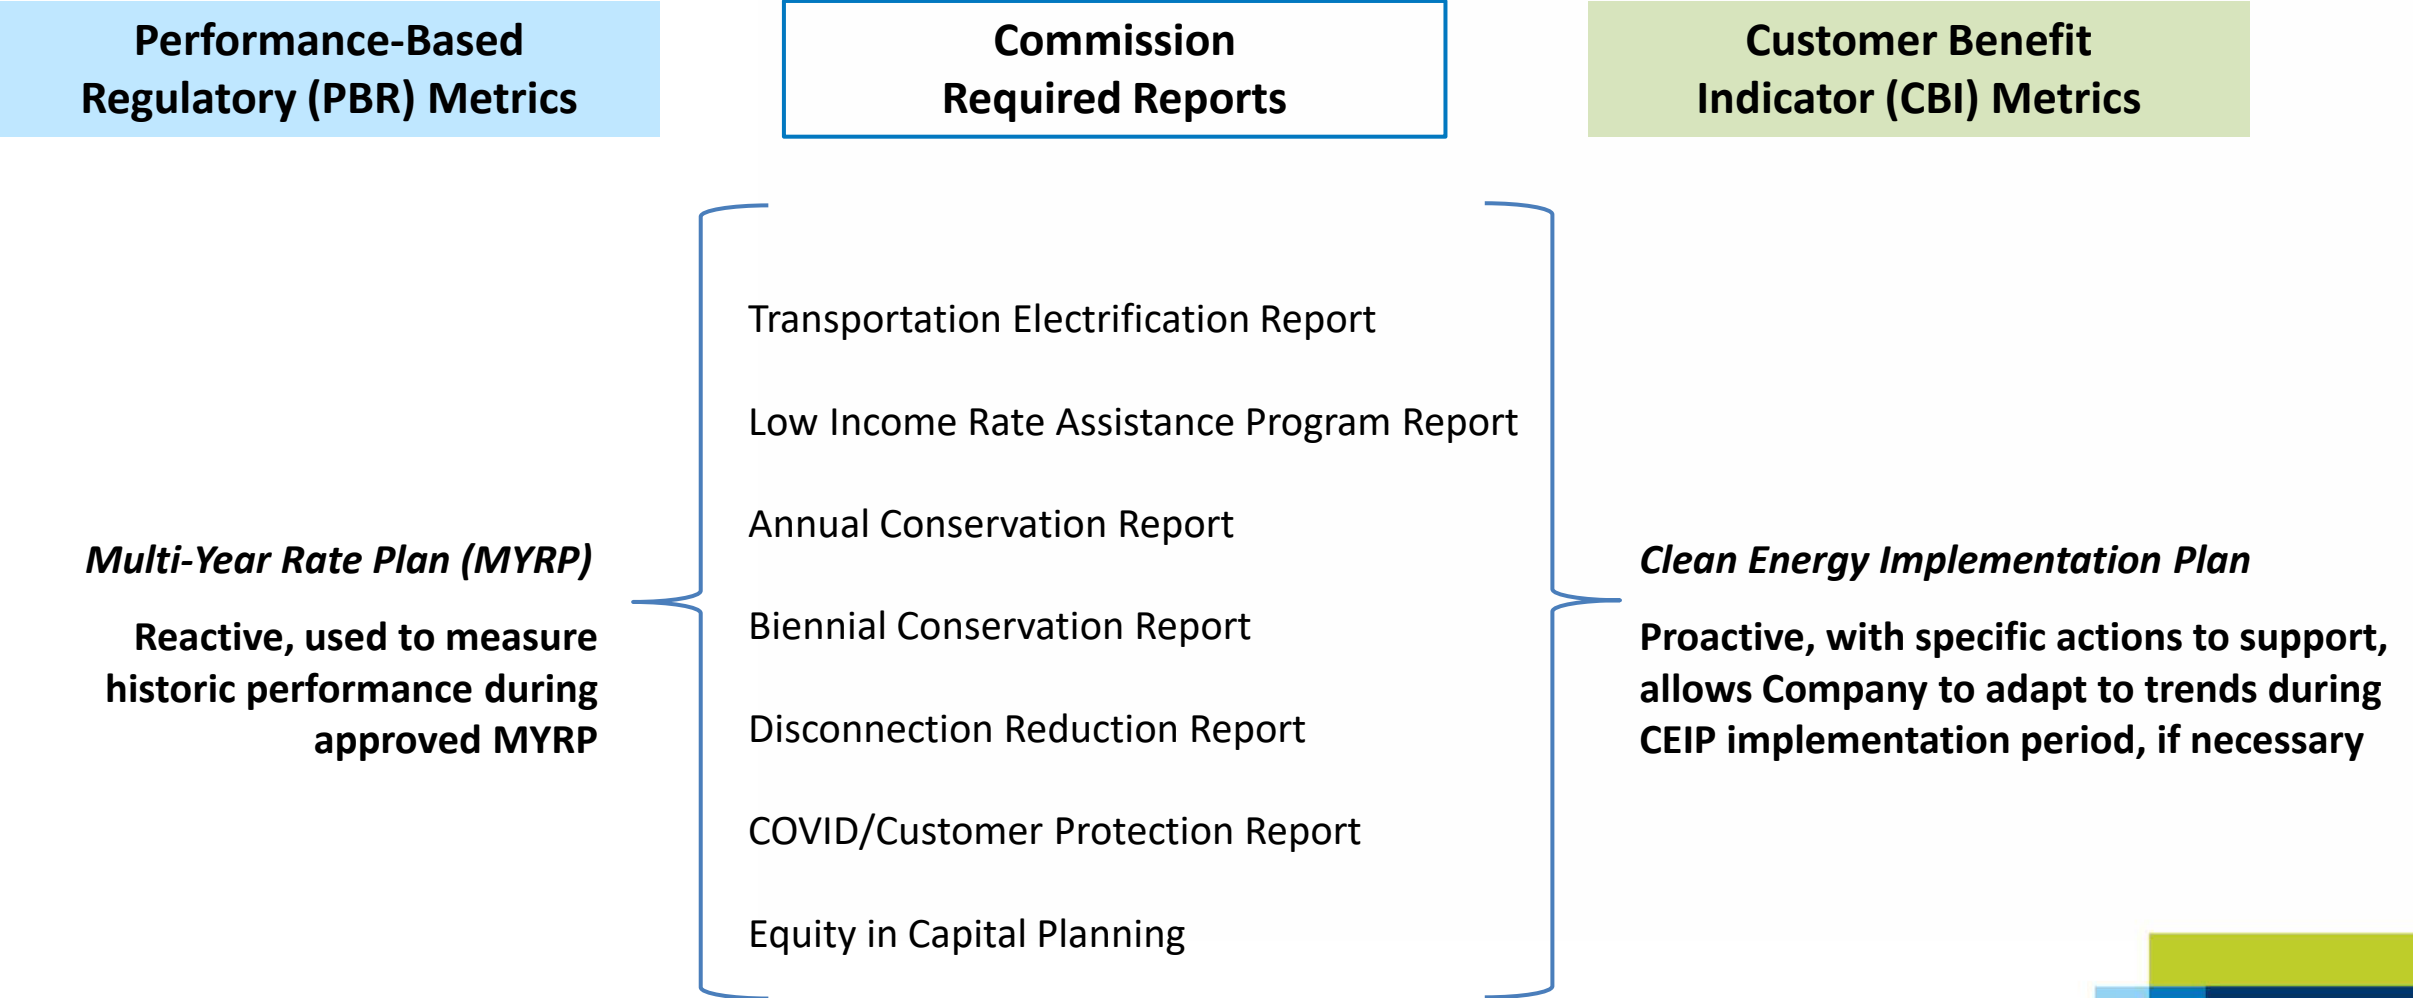 Performance-Based
Regulatory (PBR) Metrics
Commission
Required Reports
Customer Benefit
Indicator (CBI) Metrics
Multi-Year Rate Plan (MYRP)
Reactive, used to measure
historic performance during
approved MYRP
Transportation Electrification Report
Low Income Rate Assistance Program Report
Annual Conservation Report
Biennial Conservation Report
Disconnection Reduction Report
COVID/Customer Protection Report
Equity in Capital Planning
Clean Energy Implementation Plan
Proactive, with specific actions to support,
allows Company to adapt to trends during
CEIP implementation period, if necessary